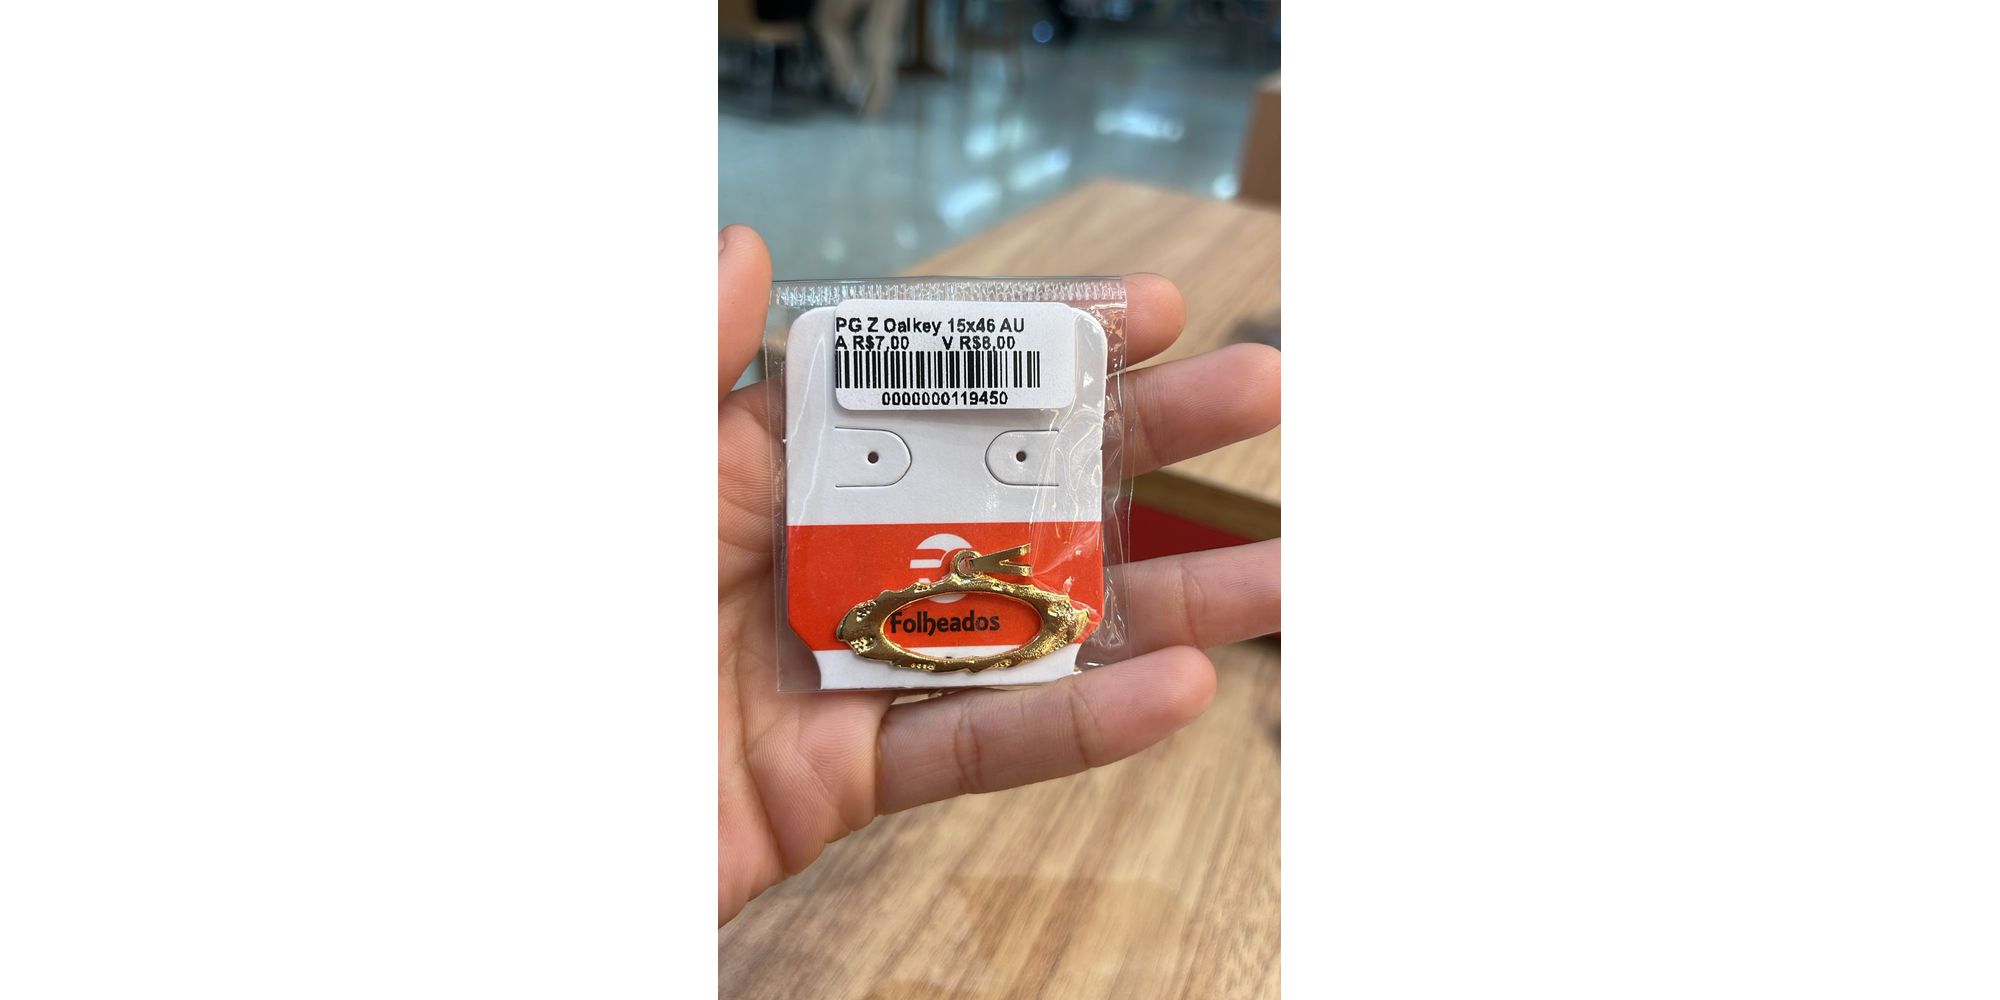 PG Z Oalkey 15x46 AU
A R$7,00 V R$8,00
0000000119450
Folheados